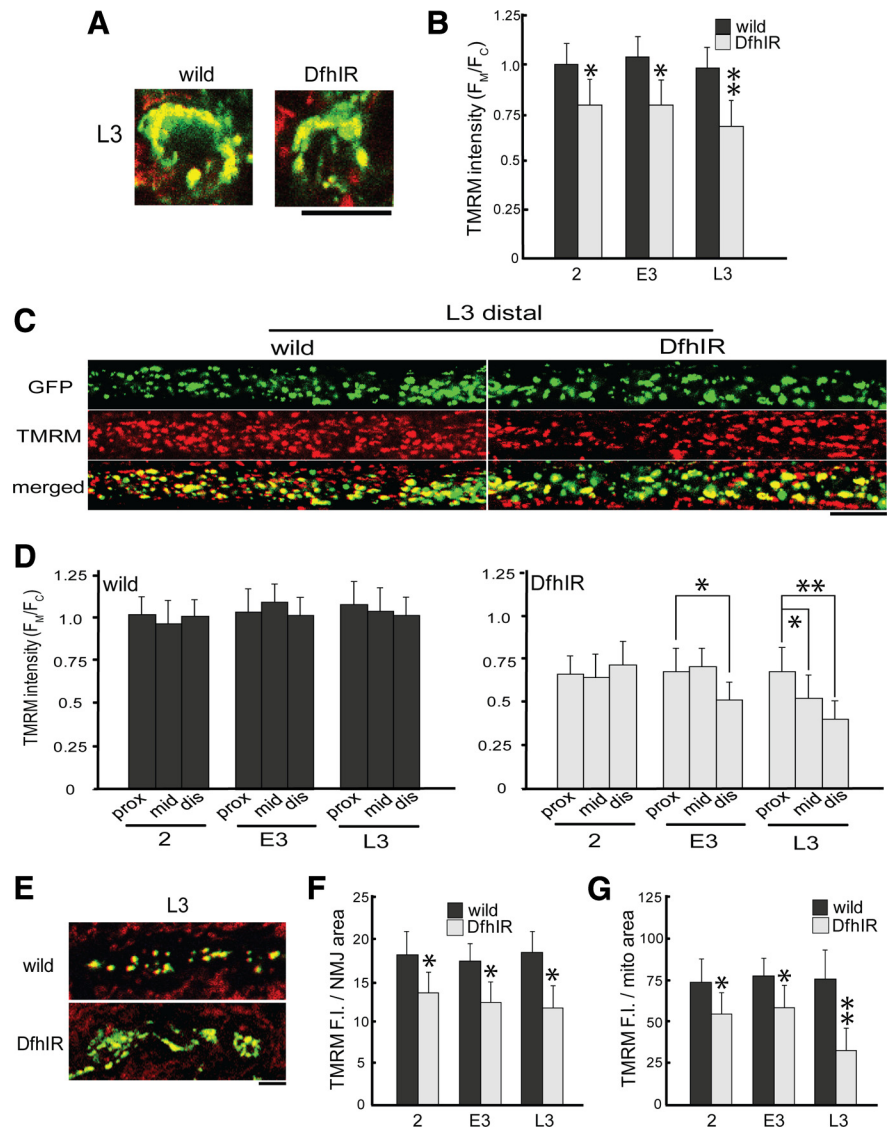 A
wild
DfhIR
L3
B
TMRM intensity (FM/FC)
1.25
1.0
0.75
0.5
0.25
0
wild
DfhIR
*
*
**
2
E3
L3
C
L3 distal
wild
DfhIR
GFP
TMRM
merged
D
TMRM intensity (FM/FC)
1.25
1.0
0.75
0.5
0.25
0
wild
prox
mid
dis
prox
mid
dis
prox
mid
dis
2
E3
L3
1.25
1.0
0.75
0.5
0.25
0
DfhIR
*
**
*
prox
mid
dis
prox
mid
dis
prox
mid
dis
2
E3
L3
E
L3
wild
DfhIR
F
TMRM F.I. / NMJ area
25
20
18
10
5
0
wild
DfhIR
*
*
*
2
E3
L3
G
TMRM F.I. / mito area
125
100
75
50
25
0
wild
DfhIR
*
*
**
2
E3
L3